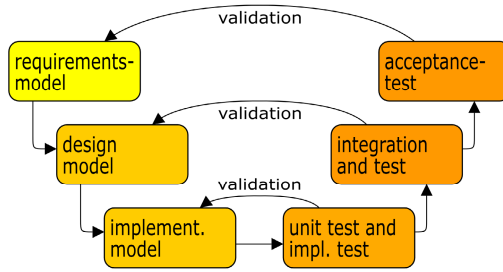 validation
requirements-
model
acceptance-
test
validation
design
model
integration
and test
validation
implement.
model
unit test and
impl. test